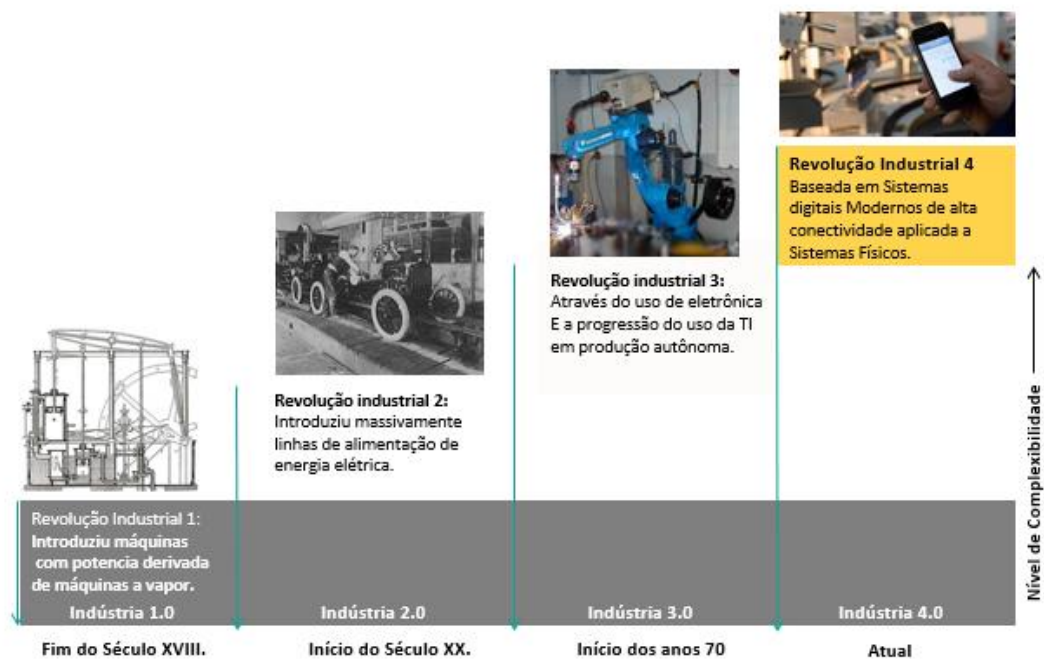 Revolução Industrial 4
Baseada em Sistemas
digitais Modernos de alta
conectividade aplicada a
Sistemas Físicos.
Revolução industrial 3:
Através do uso de eletrônica
E a progressão do uso da TI
em produção autônoma.
Revolução industrial 2:
Introduziu massivamente
linhas de alimentação de
energia elétrica.
Revolução Industrial 1:
Introduziu máquinas
com potencia derivada
de máquinas a vapor.
Indústria 1.0
Indústria 2.0
Indústria 3.0
Indústria 4.0
Fim do Século XVIII.
Início do Século XX.
Início dos anos 70
Atual
Nível de Complexibilidade